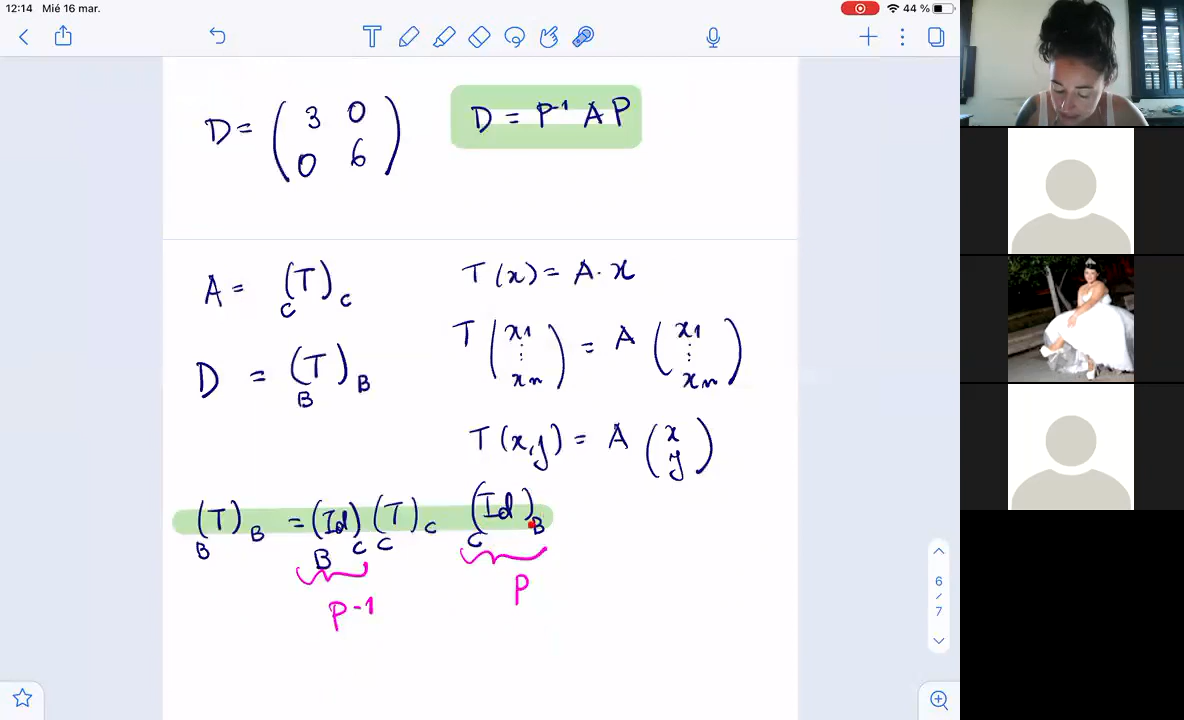 12:14 Mié 16 mar. 44 %
D = ( 3 0 D = P⁻¹ A P
0 6 )
A = C(T)C T(x) = A·x
D = B(T)B T ( x1 ⋮ xn ) = A ( x1 ⋮ xn )
T(x,y) = A ( x y )
B(T)B = B(Id)C C(T)C C(Id)B
P⁻¹ P
6
/
7